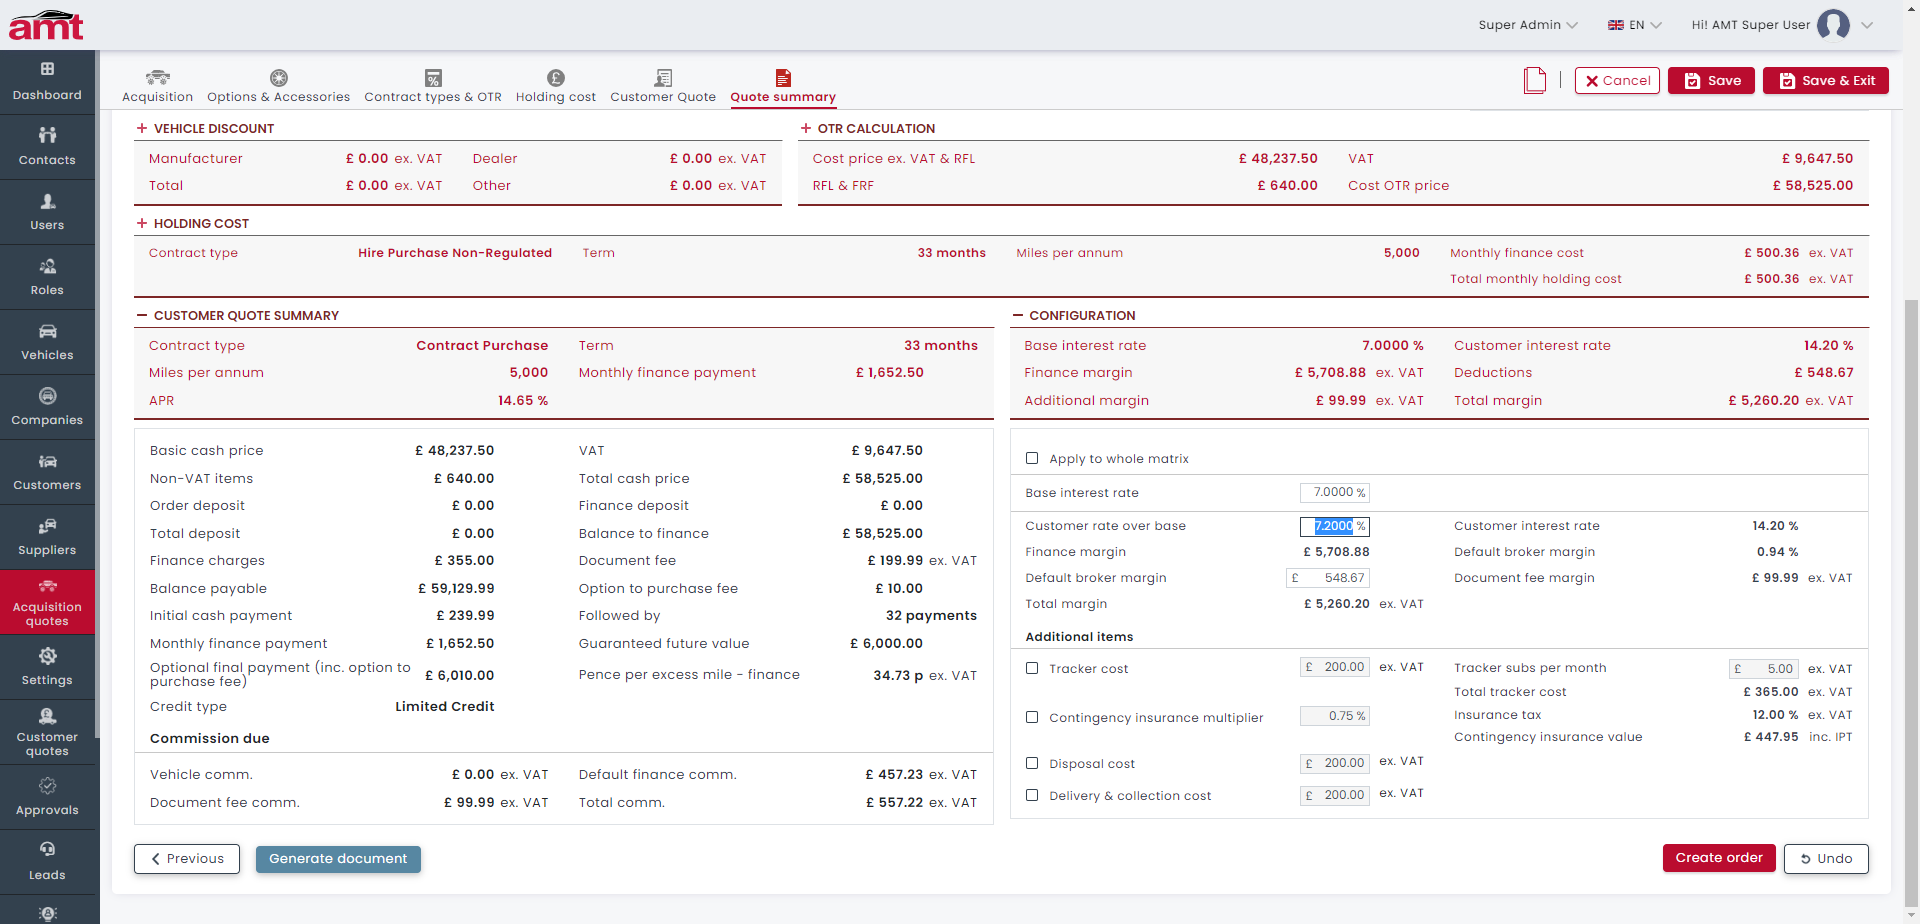 amt
Super Admin
EN
Hi! AMT Super User
Dashboard
Contacts
Users
Roles
Vehicles
Companies
Customers
Suppliers
Acquisition
quotes
Settings
Customer
quotes
Approvals
Leads
Acquisition
Options & Accessories
Contract types & OTR
Holding cost
Customer Quote
Quote summary
Cancel
Save
Save & Exit
VEHICLE DISCOUNT
Manufacturer £ 0.00 ex. VAT Dealer £ 0.00 ex. VAT
Total £ 0.00 ex. VAT Other £ 0.00 ex. VAT
OTR CALCULATION
Cost price ex. VAT & RFL £ 48,237.50 VAT £ 9,647.50
RFL & FRF £ 640.00 Cost OTR price £ 58,525.00
HOLDING COST
Contract type Hire Purchase Non-Regulated Term 33 months Miles per annum 5,000 Monthly finance cost £ 500.36 ex. VAT
Total monthly holding cost £ 500.36 ex. VAT
CUSTOMER QUOTE SUMMARY
Contract type Contract Purchase Term 33 months
Miles per annum 5,000 Monthly finance payment £ 1,652.50
APR 14.65 %
Basic cash price £ 48,237.50 VAT £ 9,647.50
Non-VAT items £ 640.00 Total cash price £ 58,525.00
Order deposit £ 0.00 Finance deposit £ 0.00
Total deposit £ 0.00 Balance to finance £ 58,525.00
Finance charges £ 355.00 Document fee £ 199.99 ex. VAT
Balance payable £ 59,129.99 Option to purchase fee £ 10.00
Initial cash payment £ 239.99 Followed by 32 payments
Monthly finance payment £ 1,652.50 Guaranteed future value £ 6,000.00
Optional final payment (inc. option to
purchase fee) £ 6,010.00 Pence per excess mile - finance 34.73 p ex. VAT
Credit type Limited Credit
Commission due
Vehicle comm. £ 0.00 ex. VAT Default finance comm. £ 457.23 ex. VAT
Document fee comm. £ 99.99 ex. VAT Total comm. £ 557.22 ex. VAT
CONFIGURATION
Base interest rate 7.0000 % Customer interest rate 14.20 %
Finance margin £ 5,708.88 ex. VAT Deductions £ 548.67
Additional margin £ 99.99 ex. VAT Total margin £ 5,260.20 ex. VAT
Apply to whole matrix
Base interest rate 7.0000 %
Customer rate over base 7.2000 % Customer interest rate 14.20 %
Finance margin £ 5,708.88 Default broker margin 0.94 %
Default broker margin £ 548.67 Document fee margin £ 99.99 ex. VAT
Total margin £ 5,260.20 ex. VAT
Additional items
Tracker cost £ 200.00 ex. VAT Tracker subs per month £ 5.00 ex. VAT
Total tracker cost £ 365.00 ex. VAT
Contingency insurance multiplier 0.75 % Insurance tax 12.00 % ex. VAT
Contingency insurance value £ 447.95 inc. IPT
Disposal cost £ 200.00 ex. VAT
Delivery & collection cost £ 200.00 ex. VAT
Previous
Generate document
Create order
Undo